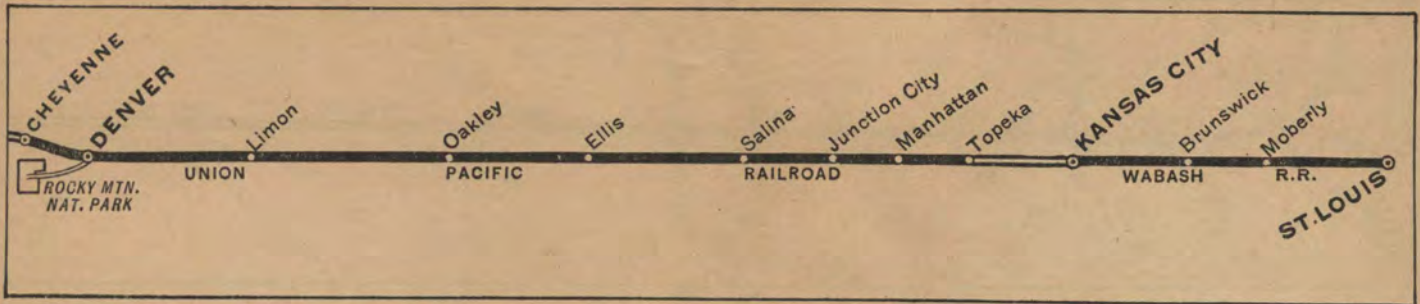 CHEYENNE
DENVER
Limon
Oakley
Ellis
Salina
Junction City
Manhattan
Topeka
KANSAS CITY
Brunswick
Moberly
ST. LOUIS
UNION PACIFIC RAILROAD WABASH R.R.
ROCKY MTN.
NAT. PARK